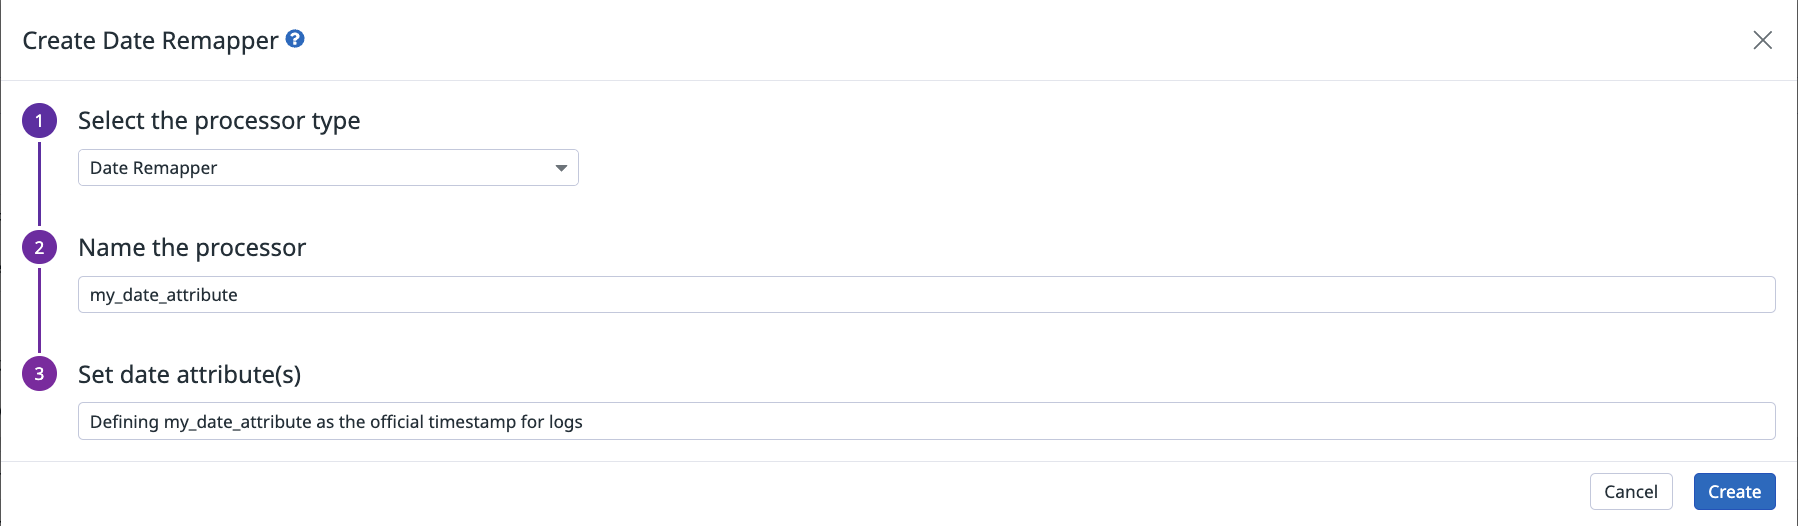 Create Date Remapper ?
1 Select the processor type
Date Remapper
2 Name the processor
my_date_attribute
3 Set date attribute(s)
Defining my_date_attribute as the official timestamp for logs
Cancel Create